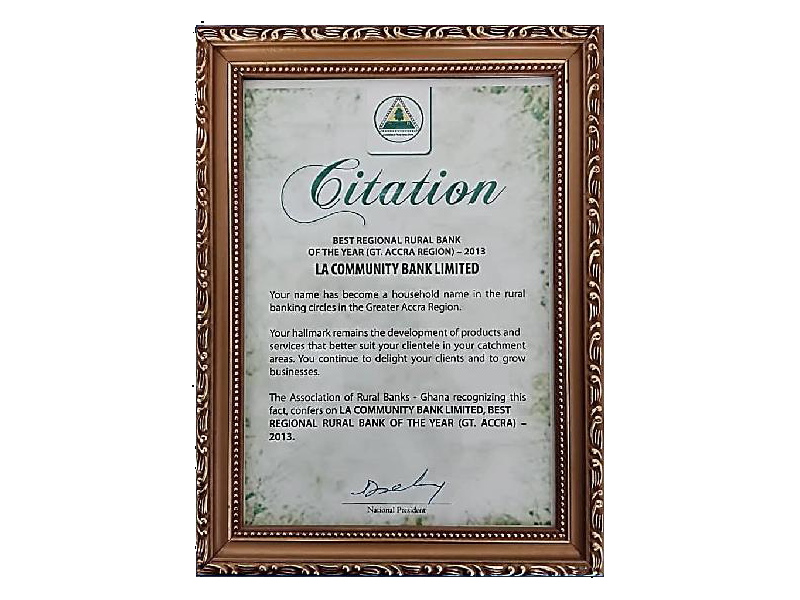 Citation
BEST REGIONAL RURAL BANK
OF THE YEAR (GT. ACCRA REGION) – 2013
LA COMMUNITY BANK LIMITED
Your name has become a household name in the rural
banking circles in the Greater Accra Region.
Your hallmark remains the development of products and
services that better suit your clientele in your catchment
areas. You continue to delight your clients and to grow
businesses.
The Association of Rural Banks - Ghana recognizing this
fact, confers on LA COMMUNITY BANK LIMITED, BEST
REGIONAL RURAL BANK OF THE YEAR (GT. ACCRA) –
2013.
National President